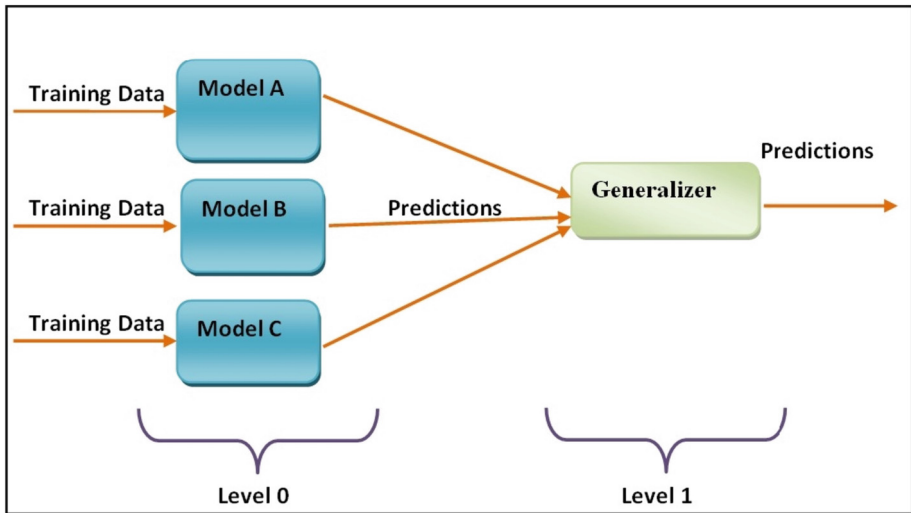 Training Data
Model A
Predictions
Generalizer
Training Data
Model B
Predictions
Training Data
Model C
Level 0
Level 1